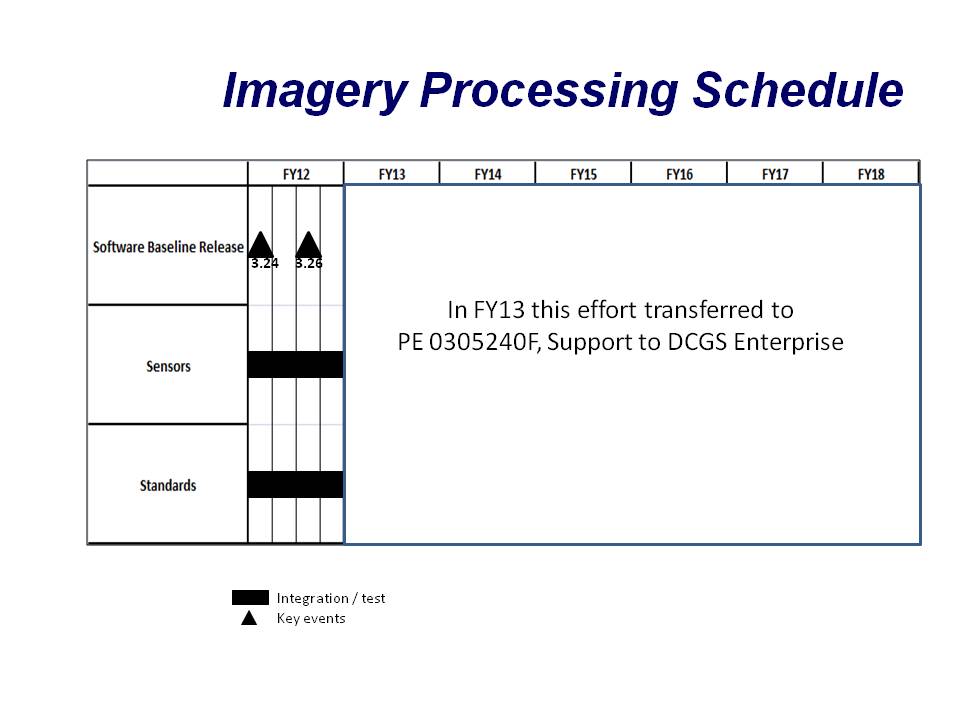 Imagery Processing Schedule
FY12 FY13 FY14 FY15 FY16 FY17 FY18
Software Baseline Release
3.24 3.26
In FY13 this effort transferred to
PE 0305240F, Support to DCGS Enterprise
Sensors
Standards
Integration / test
Key events